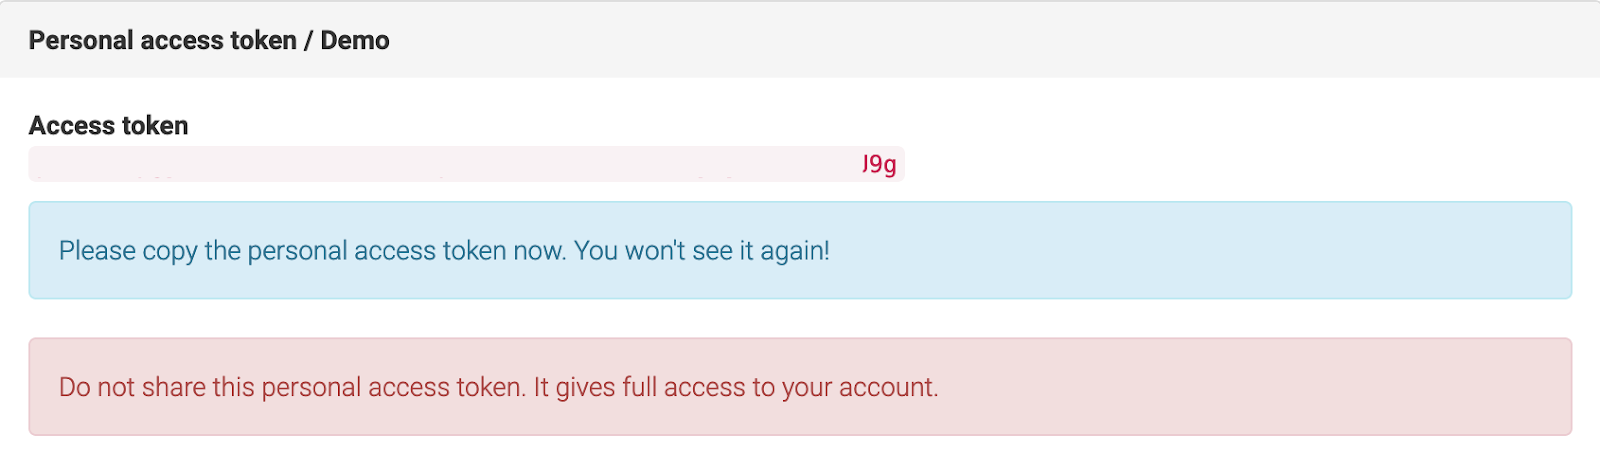 Personal access token / Demo
Access token
J9g
Please copy the personal access token now. You won't see it again!
Do not share this personal access token. It gives full access to your account.